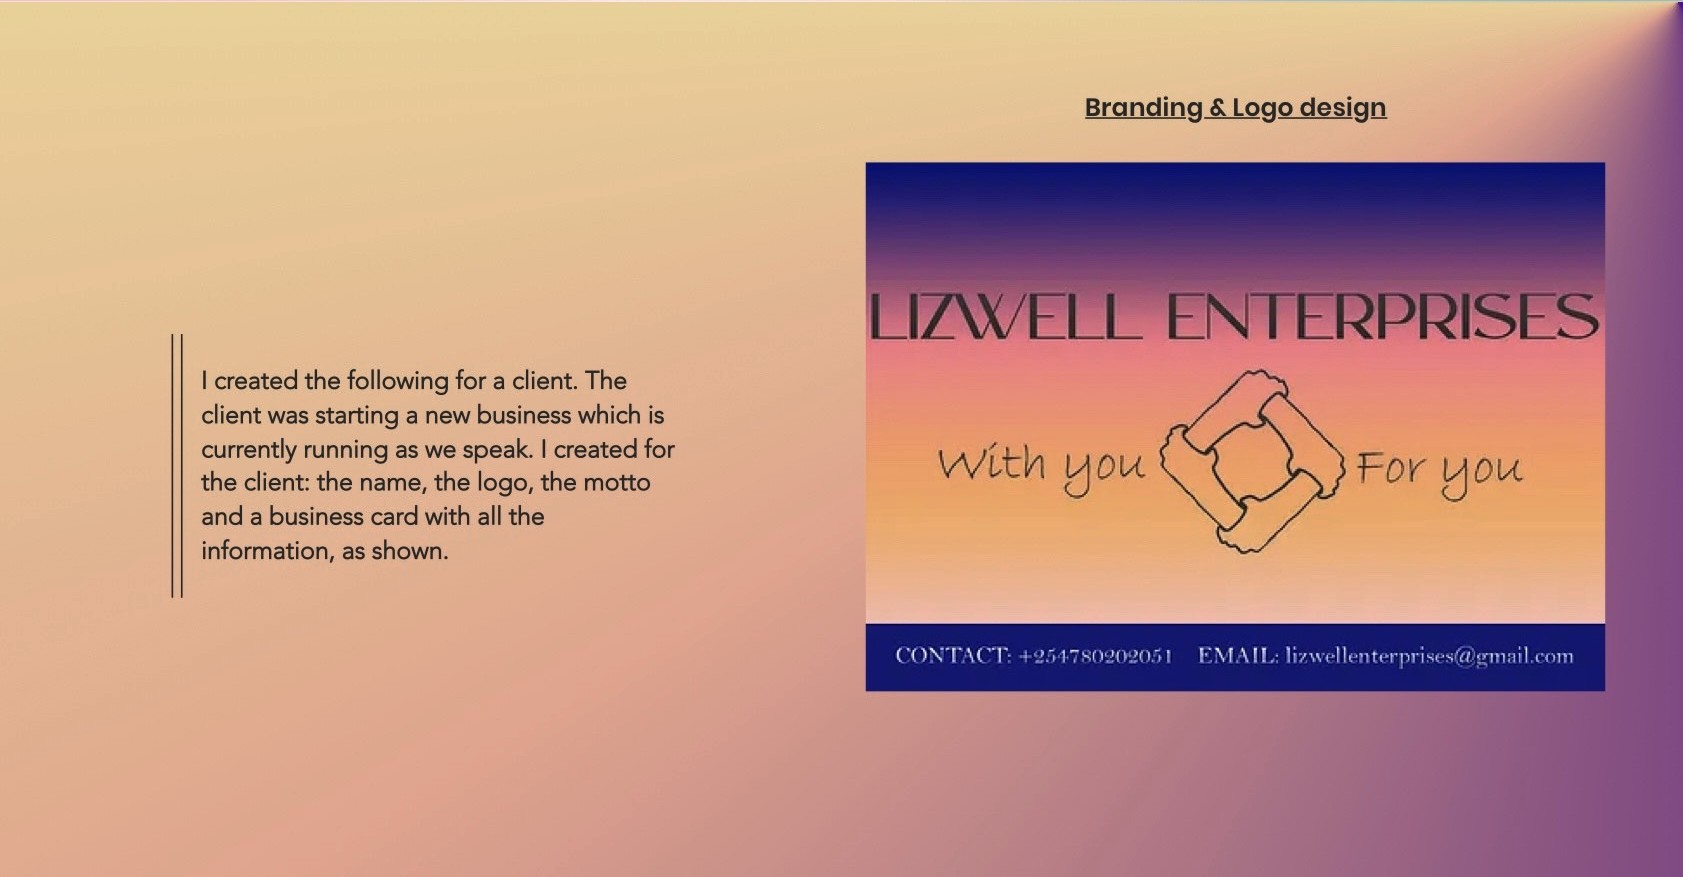 Branding & Logo design
I created the following for a client. The
client was starting a new business which is
currently running as we speak. I created for
the client: the name, the logo, the motto
and a business card with all the
information, as shown.
LIZWELL ENTERPRISES
With you For you
CONTACT: +254780202051 EMAIL: lizwellenterprises@gmail.com